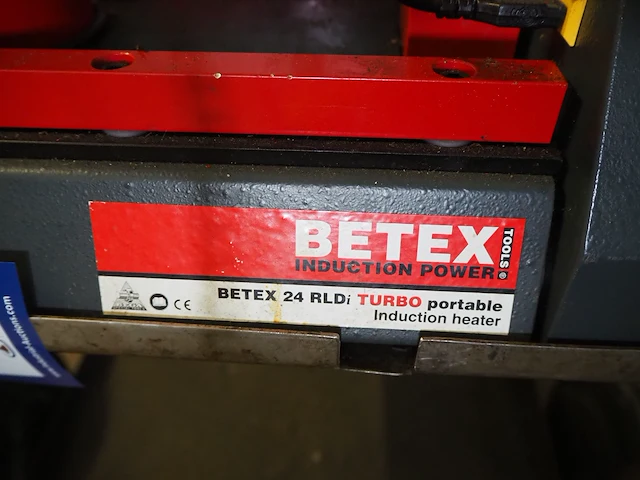 BETEX TOOLS®
INDUCTION POWER
BETEX 24 RLDi TURBO portable
Induction heater
CE